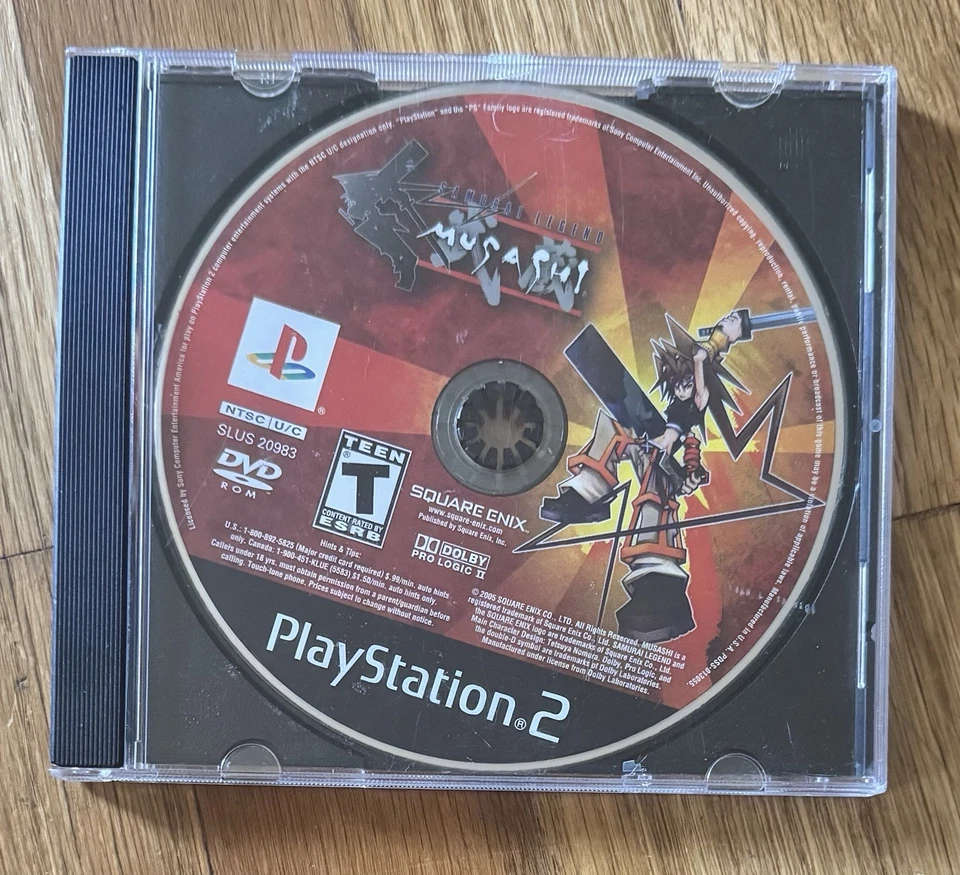 Licensed by Sony Computer Entertainment America for play on PlayStation 2 computer entertainment systems with the NTSC U/C designation only. "PlayStation" and the "PS" Family logo are registered trademarks of Sony Computer Entertainment Inc. Unauthorized copying, reproduction, rental, public performance or broadcast of this game may be a violation of applicable laws. Manufactured in U.S.A. PDSS-013055.
SAMURAI LEGEND
武蔵
MUSASHI
®
NTSC U/C
SLUS 20983
DVD
ROM
TEEN
T
®
CONTENT RATED BY
ESRB
SQUARE ENIX.
www.square-enix.com
Published by Square Enix, Inc.
DOLBY
PRO LOGIC II
Hints & Tips:
U.S.: 1-800-892-5825 (Major credit card required) $.99/min. auto hints
only. Canada: 1-900-451-KLUE (5583) $1.50/min. auto hints only.
Callers under 18 yrs. must obtain permission from a parent/guardian before
calling. Touch-tone phone. Prices subject to change without notice.
© 2005 SQUARE ENIX CO., LTD. All Rights Reserved. MUSASHI is a
registered trademark of Square Enix Co., Ltd. SAMURAI LEGEND and
the SQUARE ENIX logo are trademarks of Square Enix Co., Ltd
Main Character Design: Tetsuya Nomura. Dolby, Pro Logic, and
the double-D symbol are trademarks of Dolby Laboratories.
Manufactured under license from Dolby Laboratories.
PlayStation®2